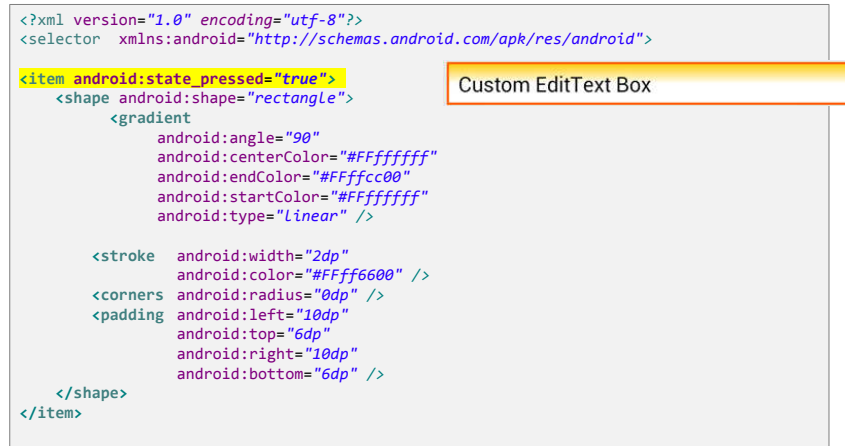 <?xml version="1.0" encoding="utf-8"?>
<selector  xmlns:android="http://schemas.android.com/apk/res/android">
<item android:state_pressed="true">
Custom EditText Box
<shape android:shape="rectangle">
<gradient
android:angle="90"
android:centerColor="#FFffffff"
android:endColor="#FFffcc00"
android:startColor="#FFffffff"
android:type="linear" />
<stroke  android:width="2dp"
android:color="#FFff6600" />
<corners android:radius="0dp" />
<padding android:left="10dp"
android:top="6dp"
android:right="10dp"
android:bottom="6dp" />
</shape>
</item>